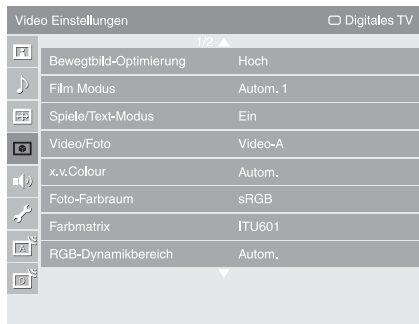 Video Einstellungen Digitales TV
1/2
Bewegtbild-Optimierung Hoch
Film Modus Autom. 1
Spiele/Text-Modus Ein
Video/Foto Video-A
x.v.Colour Autom.
Foto-Farbraum sRGB
Farbmatrix ITU601
RGB-Dynamikbereich Autom.
A
D